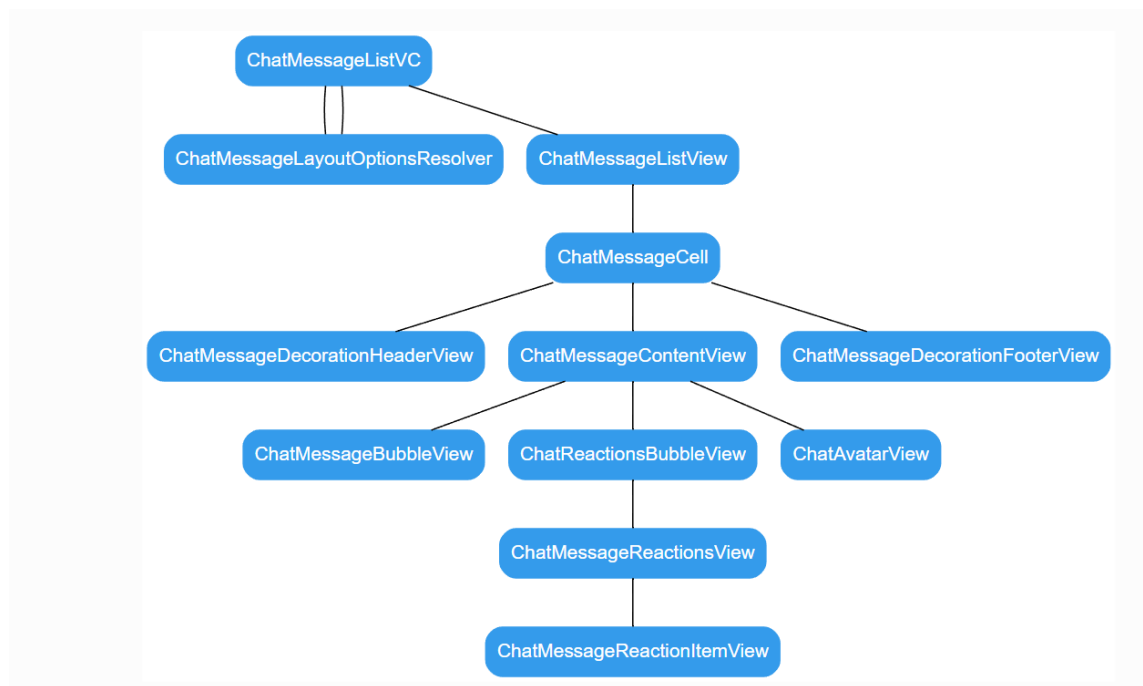 ChatMessageListVC
ChatMessageLayoutOptionsResolver
ChatMessageListView
ChatMessageCell
ChatMessageDecorationHeaderView
ChatMessageContentView
ChatMessageDecorationFooterView
ChatMessageBubbleView
ChatReactionsBubbleView
ChatAvatarView
ChatMessageReactionsView
ChatMessageReactionItemView